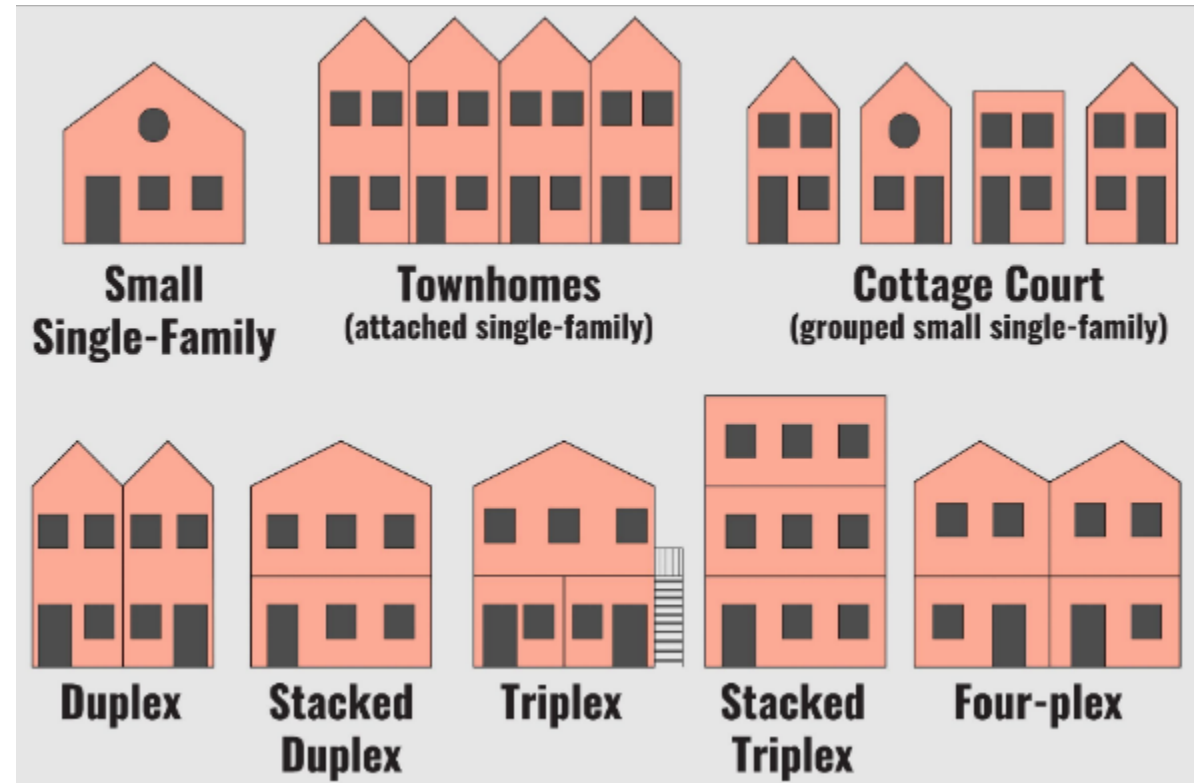 Small
Single-Family
Townhomes
(attached single-family)
Cottage Court
(grouped small single-family)
Duplex
Stacked
Duplex
Triplex
Stacked
Triplex
Four-plex